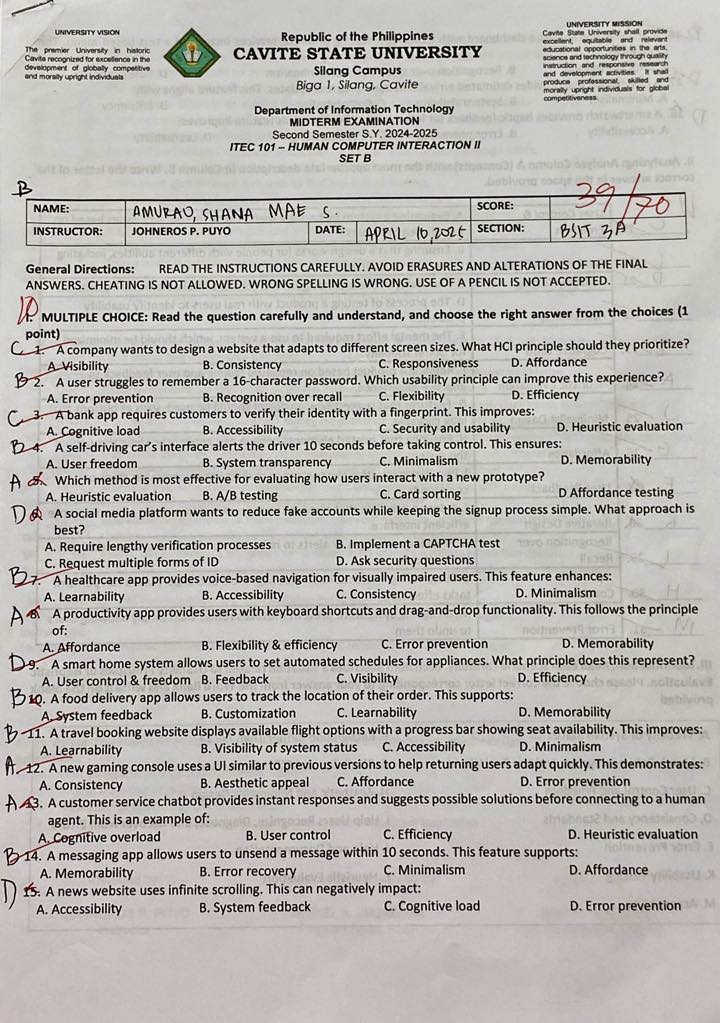 UNIVERSITY VISION
The premier University in historic
Cavite recognized for excellence in the
development of globally competitive
and morally upright individuals
Republic of the Philippines
CAVITE STATE UNIVERSITY
Silang Campus
Biga 1, Silang, Cavite
UNIVERSITY MISSION
Cavite State University shall provide
excellent, equitable and relevant
educational opportunities in the arts,
science and technology through quality
instruction and responsive research
and development activities. It shall
produce professional, skilled and
morally upright individuals for global
competitiveness.
Department of Information Technology
MIDTERM EXAMINATION
Second Semester S.Y. 2024-2025
ITEC 101 – HUMAN COMPUTER INTERACTION II
SET B
B
NAME: AMURAO, SHANA MAE S. SCORE: 39/70
INSTRUCTOR: JOHNEROS P. PUYO DATE: APRIL 10, 2025 SECTION: BSIT 3A
General Directions: READ THE INSTRUCTIONS CAREFULLY. AVOID ERASURES AND ALTERATIONS OF THE FINAL
ANSWERS. CHEATING IS NOT ALLOWED. WRONG SPELLING IS WRONG. USE OF A PENCIL IS NOT ACCEPTED.
I. MULTIPLE CHOICE: Read the question carefully and understand, and choose the right answer from the choices (1
point)
C 1. A company wants to design a website that adapts to different screen sizes. What HCI principle should they prioritize?
A. Visibility B. Consistency C. Responsiveness D. Affordance
B 2. A user struggles to remember a 16-character password. Which usability principle can improve this experience?
A. Error prevention B. Recognition over recall C. Flexibility D. Efficiency
C 3. A bank app requires customers to verify their identity with a fingerprint. This improves:
A. Cognitive load B. Accessibility C. Security and usability D. Heuristic evaluation
B 4. A self-driving car's interface alerts the driver 10 seconds before taking control. This ensures:
A. User freedom B. System transparency C. Minimalism D. Memorability
A 5. Which method is most effective for evaluating how users interact with a new prototype?
A. Heuristic evaluation B. A/B testing C. Card sorting D Affordance testing
D 6. A social media platform wants to reduce fake accounts while keeping the signup process simple. What approach is
best?
A. Require lengthy verification processes B. Implement a CAPTCHA test
C. Request multiple forms of ID D. Ask security questions
B 7. A healthcare app provides voice-based navigation for visually impaired users. This feature enhances:
A. Learnability B. Accessibility C. Consistency D. Minimalism
A 8. A productivity app provides users with keyboard shortcuts and drag-and-drop functionality. This follows the principle
of:
A. Affordance B. Flexibility & efficiency C. Error prevention D. Memorability
D 9. A smart home system allows users to set automated schedules for appliances. What principle does this represent?
A. User control & freedom B. Feedback C. Visibility D. Efficiency
B 10. A food delivery app allows users to track the location of their order. This supports:
A. System feedback B. Customization C. Learnability D. Memorability
B 11. A travel booking website displays available flight options with a progress bar showing seat availability. This improves:
A. Learnability B. Visibility of system status C. Accessibility D. Minimalism
A 12. A new gaming console uses a UI similar to previous versions to help returning users adapt quickly. This demonstrates:
A. Consistency B. Aesthetic appeal C. Affordance D. Error prevention
A 13. A customer service chatbot provides instant responses and suggests possible solutions before connecting to a human
agent. This is an example of:
A. Cognitive overload B. User control C. Efficiency D. Heuristic evaluation
B 14. A messaging app allows users to unsend a message within 10 seconds. This feature supports:
A. Memorability B. Error recovery C. Minimalism D. Affordance
D 15. A news website uses infinite scrolling. This can negatively impact:
A. Accessibility B. System feedback C. Cognitive load D. Error prevention